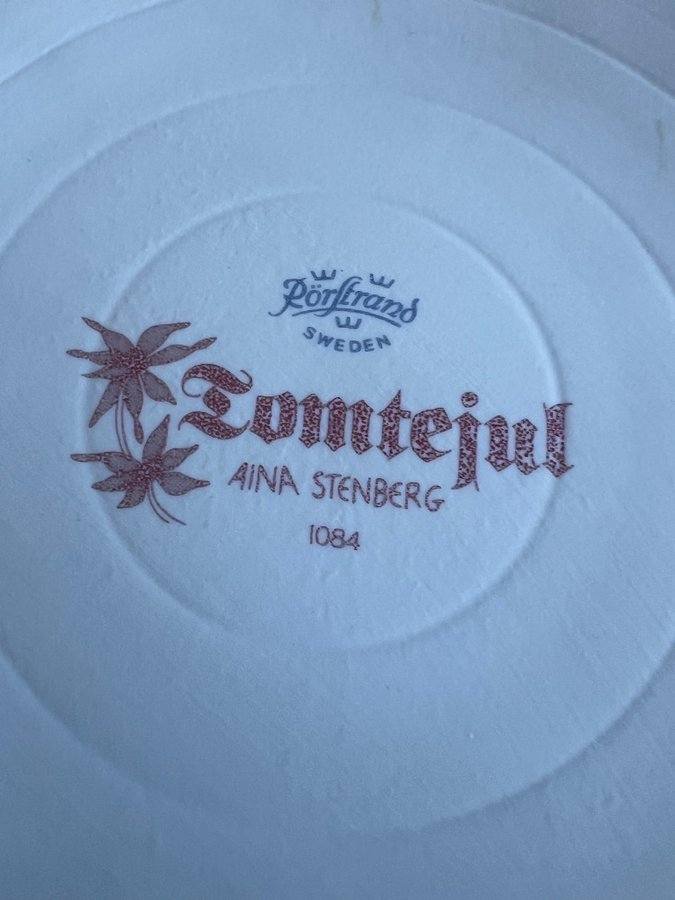 Rörstrand
SWEDEN
Tomtejul
AINA STENBERG
1084